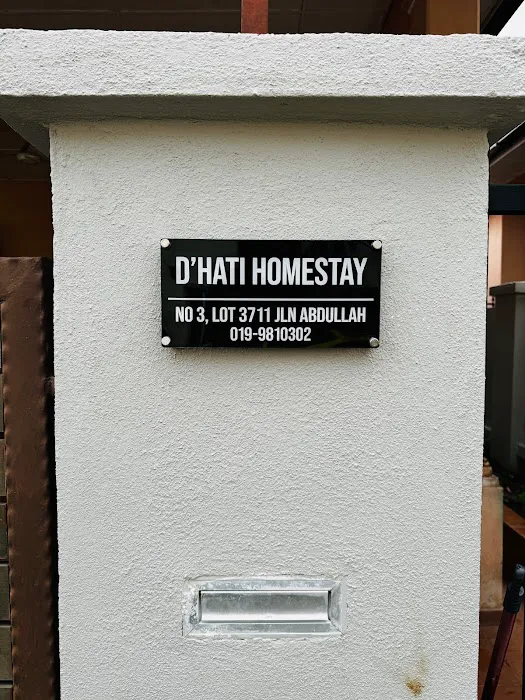 D'HATI HOMESTAY
NO 3, LOT 3711 JLN ABDULLAH
019-9810302